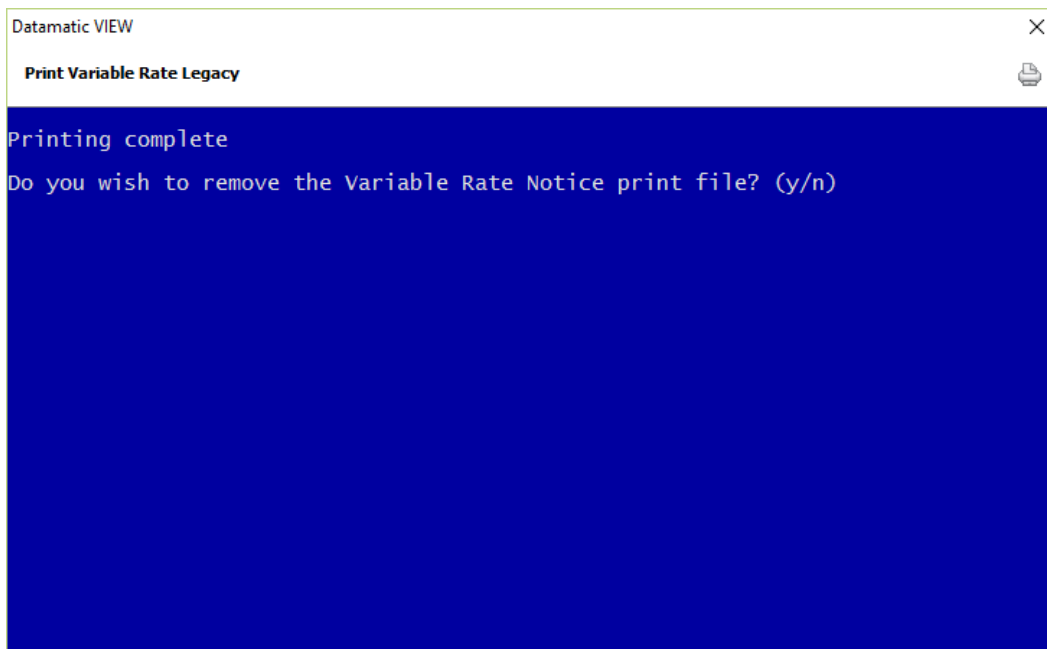 Datamatic VIEW
Print Variable Rate Legacy
Printing complete
Do you wish to remove the Variable Rate Notice print file? (y/n)